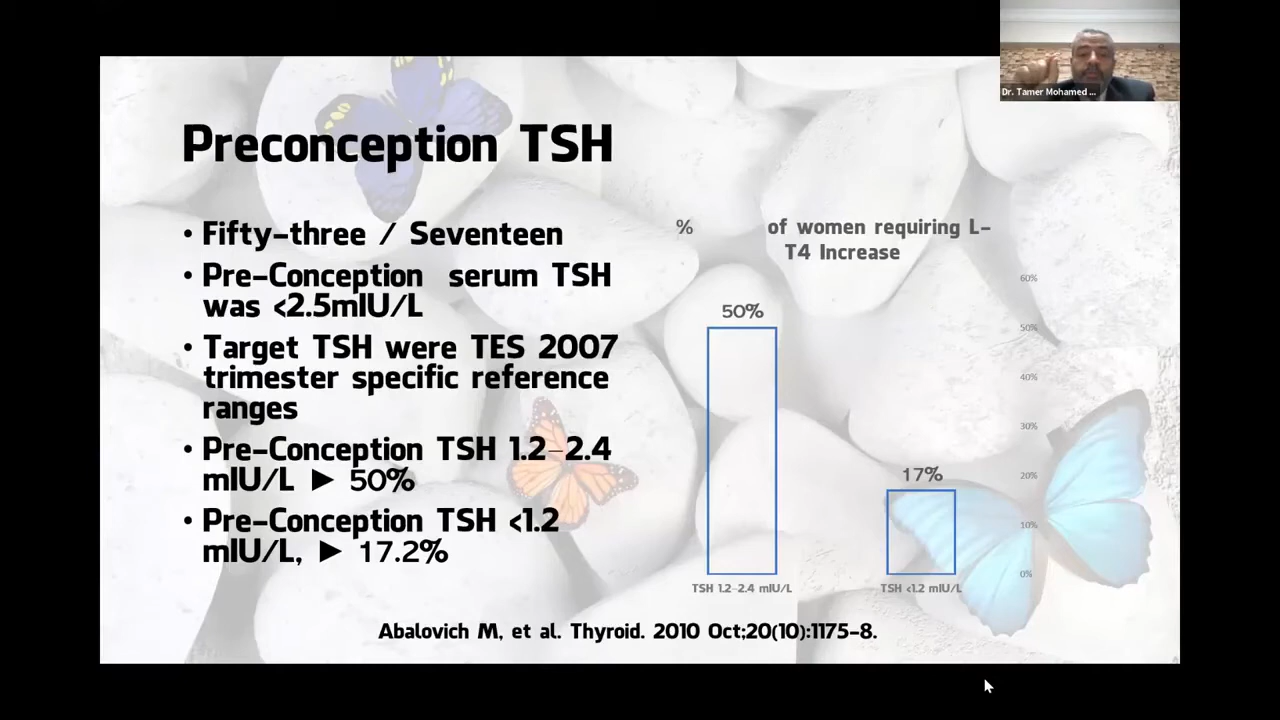 Dr. Tamer Mohamed ...
Preconception TSH
• Fifty-three / Seventeen
• Pre-Conception serum TSH
was <2.5mIU/L
• Target TSH were TES 2007
trimester specific reference
ranges
• Pre-Conception TSH 1.2-2.4
mIU/L ► 50%
• Pre-Conception TSH <1.2
mIU/L, ► 17.2%
% of women requiring L-
T4 Increase
60%
50%
40%
30%
20%
10%
0%
50%
17%
TSH 1.2-2.4 mIU/L
TSH <1.2 mIU/L
Abalovich M, et al. Thyroid. 2010 Oct;20(10):1175-8.